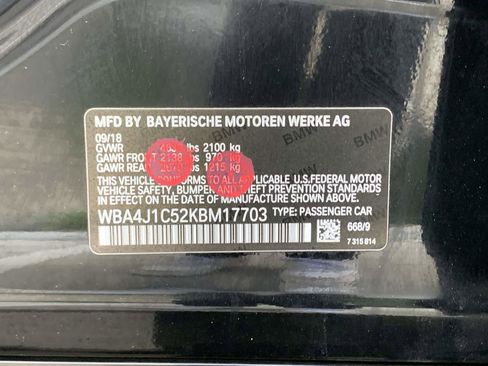 MFD BY BAYERISCHE MOTOREN WERKE AG
09/18
GVWR lbs 2100 kg
GAWR FRONT 2138 lbs 970 kg
GAWR REAR 1215 kg
THIS VEHICLE CONFORMS TO ALL APPLICABLE U.S.FEDERAL MOTOR
VEHICLE SAFETY, BUMPER, AND THEFT PREVENTION STANDARDS
IN EFFECT ON THE DATE OF MANUFACTURE SHOWN ABOVE.
WBA4J1C52KBM17703 TYPE: PASSENGER CAR
668/9
7 315 814